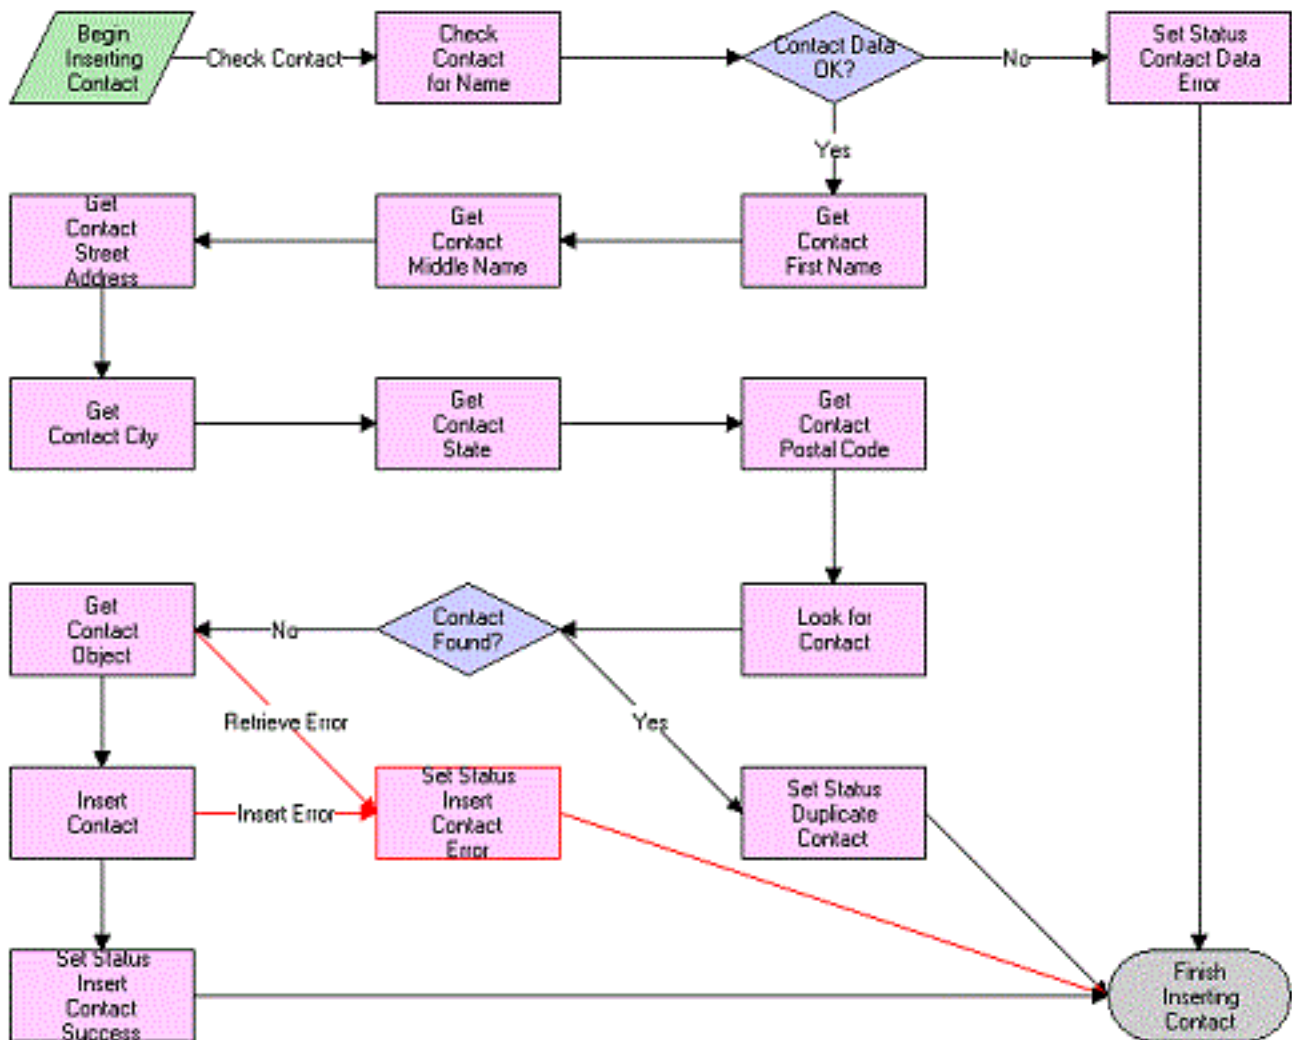 Begin
Inserting
Contact
Check Contact
Check
Contact
for Name
Contact Data
OK?
No
Set Status
Contact Data
Error
Yes
Get
Contact
Street
Address
Get
Contact
Middle Name
Get
Contact
First Name
Get
Contact City
Get
Contact
State
Get
Contact
Postal Code
Get
Contact
Object
No
Contact
Found?
Look for
Contact
Retrieve Error
Yes
Insert
Contact
Insert Error
Set Status
Insert
Contact
Error
Set Status
Duplicate
Contact
Set Status
Insert
Contact
Success
Finish
Inserting
Contact